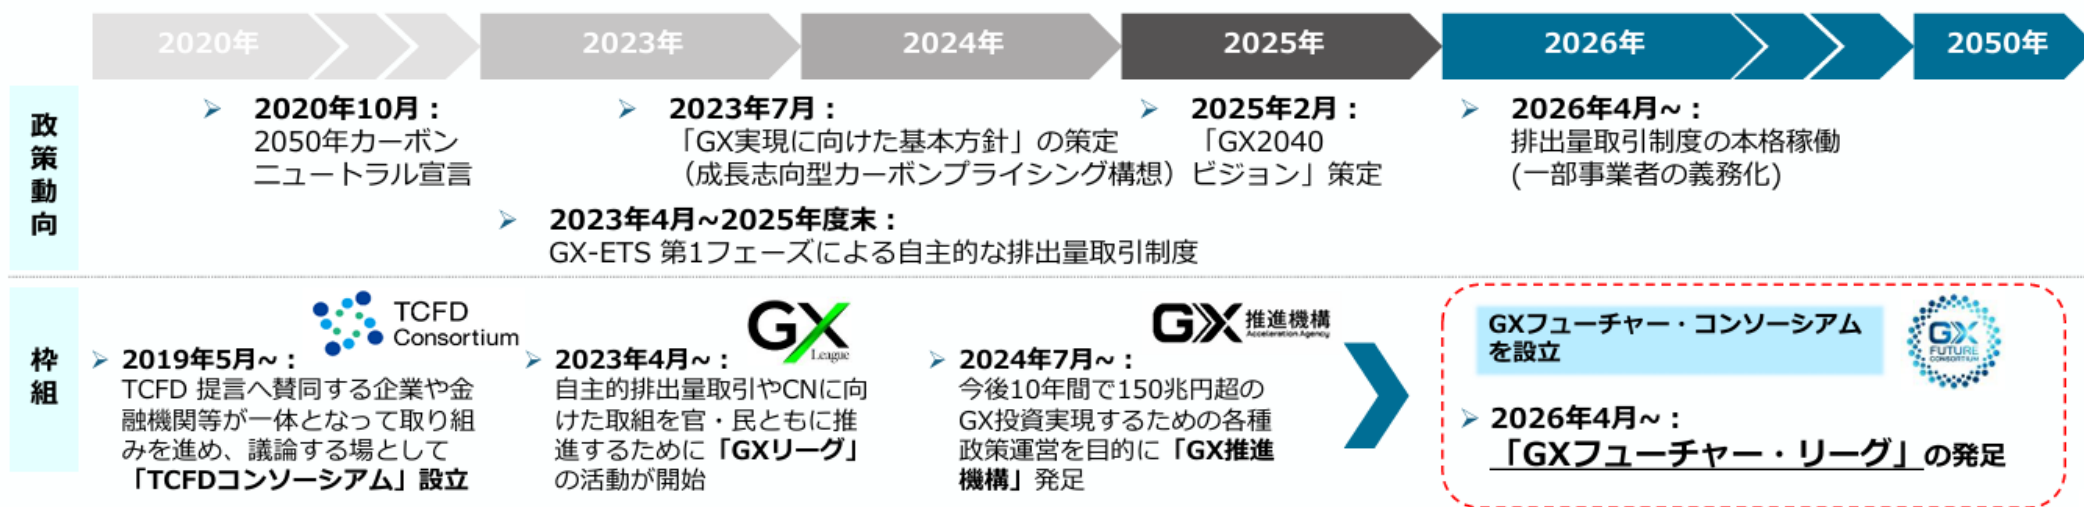 2020年
2023年
2024年
2025年
2026年
2050年
政策動向
➢ 2020年10月：
2050年カーボン
ニュートラル宣言
➢ 2023年7月：
「GX実現に向けた基本方針」の策定
（成長志向型カーボンプライシング構想）
➢ 2025年2月：
「GX2040
ビジョン」策定
➢ 2026年4月~：
排出量取引制度の本格稼働
(一部事業者の義務化)
➢ 2023年4月~2025年度末：
GX-ETS 第1フェーズによる自主的な排出量取引制度
枠組
TCFD
Consortium
➢ 2019年5月~：
TCFD 提言へ賛同する企業や金
融機関等が一体となって取り組
みを進め、議論する場として
「TCFDコンソーシアム」設立
GX
League
➢ 2023年4月~：
自主的排出量取引やCNに向
けた取組を官・民ともに推
進するために「GXリーグ」
の活動が開始
GX 推進機構
Acceleration Agency
➢ 2024年7月~：
今後10年間で150兆円超の
GX投資実現するための各種
政策運営を目的に「GX推進
機構」発足
GXフューチャー・コンソーシアム
を設立
GX
FUTURE
CONSORTIUM
➢ 2026年4月~：
「GXフューチャー・リーグ」の発足